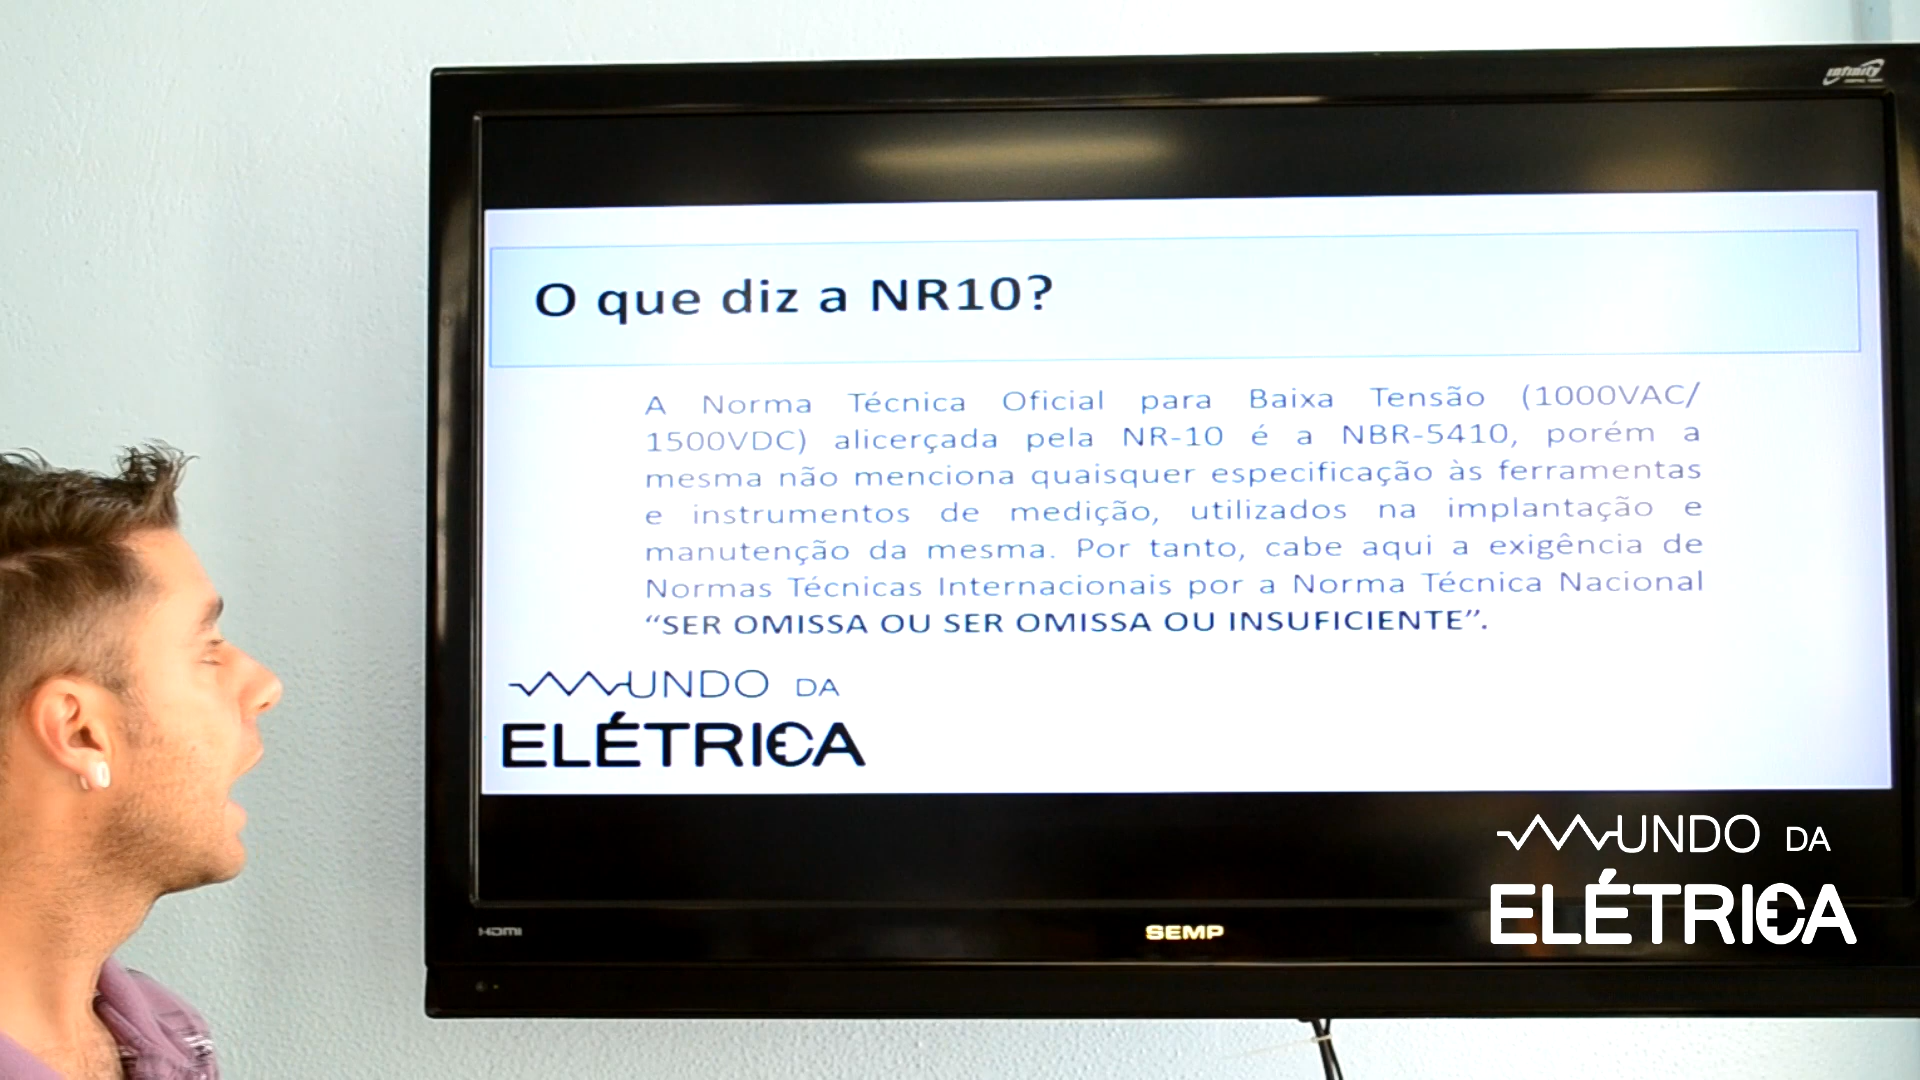 infinity
O que diz a NR10?
A Norma Técnica Oficial para Baixa Tensão (1000VAC/
1500VDC) alicerçada pela NR-10 é a NBR-5410, porém a
mesma não menciona quaisquer especificação às ferramentas
e instrumentos de medição, utilizados na implantação e
manutenção da mesma. Por tanto, cabe aqui a exigência de
Normas Técnicas Internacionais por a Norma Técnica Nacional
“SER OMISSA OU SER OMISSA OU INSUFICIENTE”.
MUNDO DA
ELÉTRICA
MUNDO DA
ELÉTRICA
HDMI
SEMP